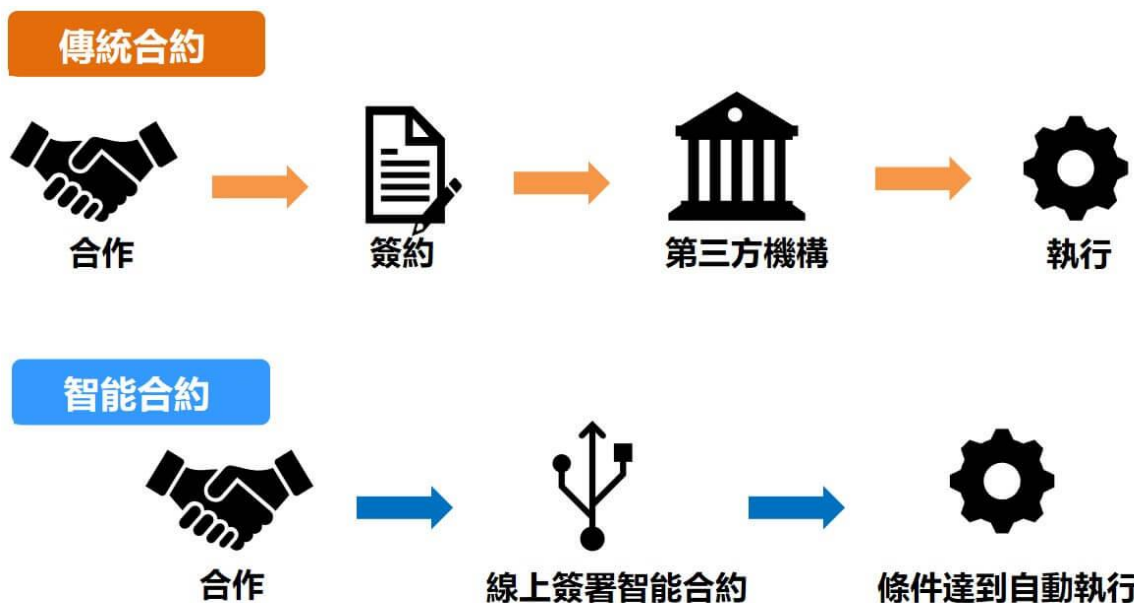 傳統合約
合作
簽約
第三方機構
執行
智能合約
合作
線上簽署智能合約
條件達到自動執行